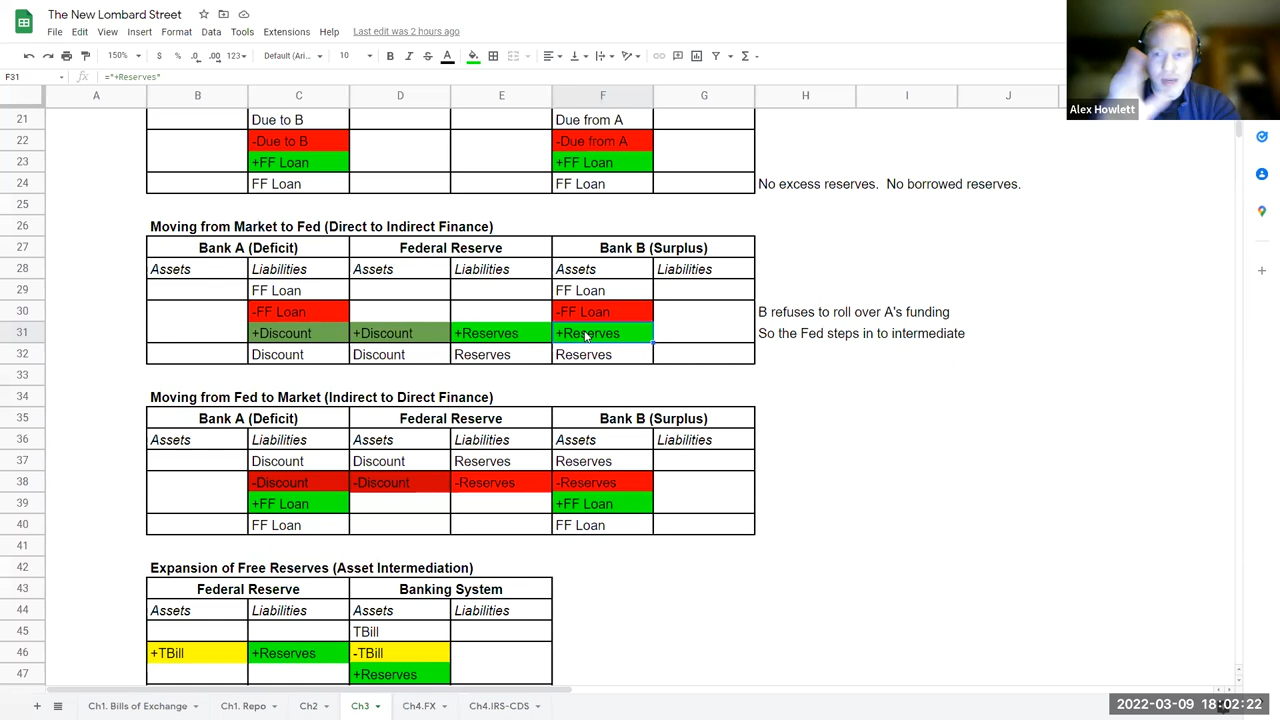 The New Lombard Street
File Edit View Insert Format Data Tools Extensions Help Last edit was 2 hours ago
150% $ % .0 .00 123 Default (Ari... 10 B I S A Σ
F31 fx ="+Reserves"
A B C D E F G H I J
21 Due to B Due from A
22 -Due to B -Due from A
23 +FF Loan +FF Loan
24 FF Loan FF Loan No excess reserves. No borrowed reserves.
25
26 Moving from Market to Fed (Direct to Indirect Finance)
27 Bank A (Deficit) Federal Reserve Bank B (Surplus)
28 Assets Liabilities Assets Liabilities Assets Liabilities
29 FF Loan FF Loan
30 -FF Loan -FF Loan B refuses to roll over A's funding
31 +Discount +Discount +Reserves +Reserves So the Fed steps in to intermediate
32 Discount Discount Reserves Reserves
33
34 Moving from Fed to Market (Indirect to Direct Finance)
35 Bank A (Deficit) Federal Reserve Bank B (Surplus)
36 Assets Liabilities Assets Liabilities Assets Liabilities
37 Discount Discount Reserves Reserves
38 -Discount -Discount -Reserves -Reserves
39 +FF Loan +FF Loan
40 FF Loan FF Loan
41
42 Expansion of Free Reserves (Asset Intermediation)
43 Federal Reserve Banking System
44 Assets Liabilities Assets Liabilities
45 TBill
46 +TBill +Reserves -TBill
47 +Reserves
Ch1. Bills of Exchange Ch1. Repo Ch2 Ch3 Ch4.FX Ch4.IRS-CDS
Alex Howlett
2022-03-09 18:02:22